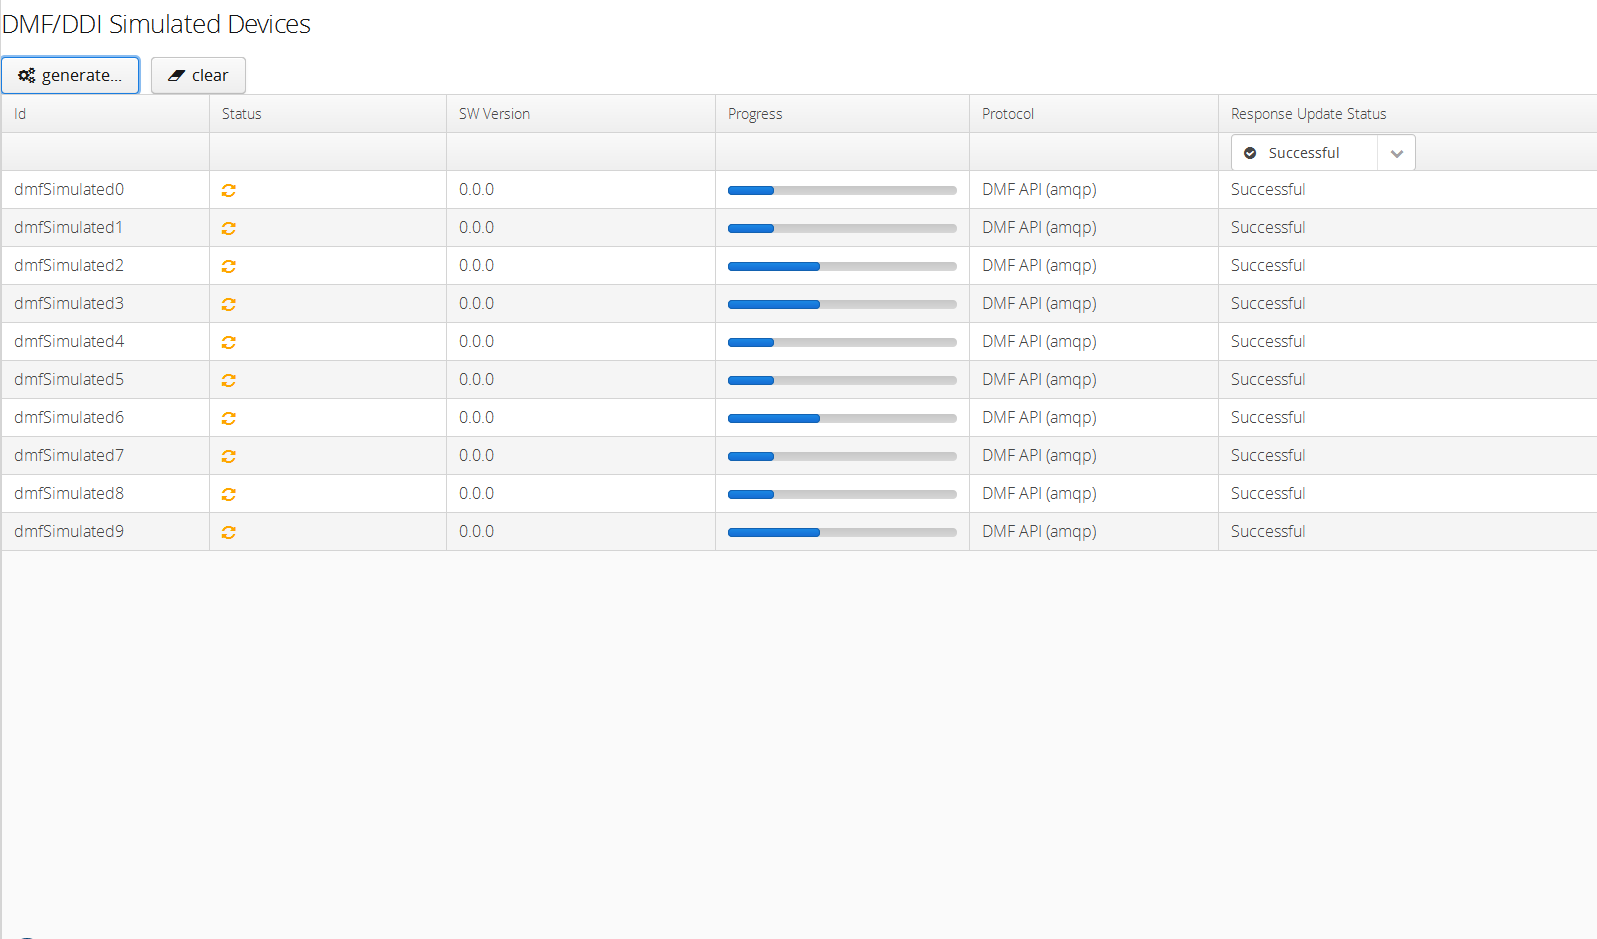 DMF/DDI Simulated Devices
generate... clear
Id Status SW Version Progress Protocol Response Update Status
Successful
dmfSimulated0 0.0.0 DMF API (amqp) Successful
dmfSimulated1 0.0.0 DMF API (amqp) Successful
dmfSimulated2 0.0.0 DMF API (amqp) Successful
dmfSimulated3 0.0.0 DMF API (amqp) Successful
dmfSimulated4 0.0.0 DMF API (amqp) Successful
dmfSimulated5 0.0.0 DMF API (amqp) Successful
dmfSimulated6 0.0.0 DMF API (amqp) Successful
dmfSimulated7 0.0.0 DMF API (amqp) Successful
dmfSimulated8 0.0.0 DMF API (amqp) Successful
dmfSimulated9 0.0.0 DMF API (amqp) Successful